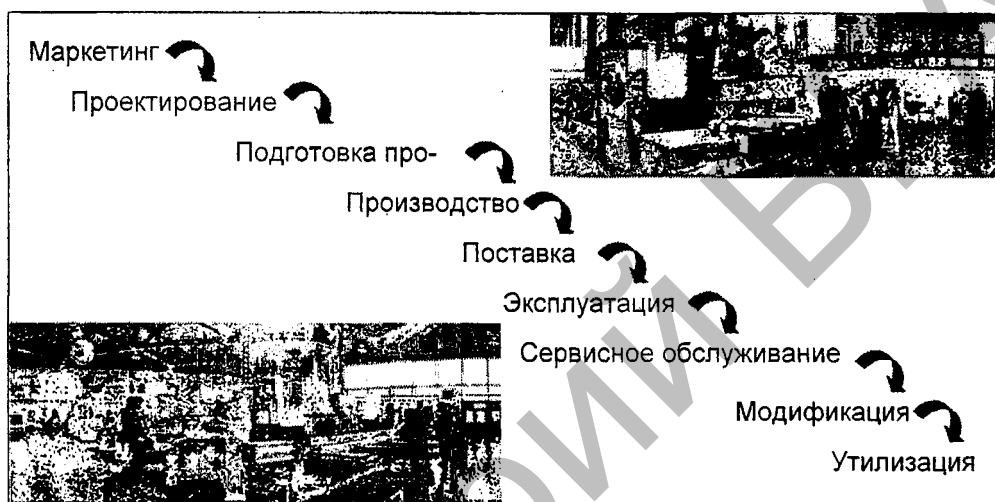 Маркетинг
Проектирование
Подготовка про-
Производство
Поставка
Эксплуатация
Сервисное обслуживание
Модификация
Утилизация